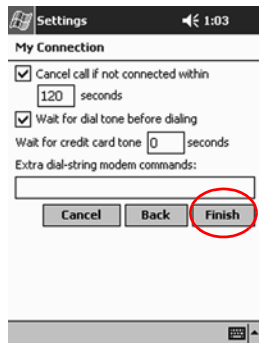 Settings 1:03
My Connection
Cancel call if not connected within
120 seconds
Wait for dial tone before dialing
Wait for credit card tone 0 seconds
Extra dial-string modem commands:
Cancel Back Finish